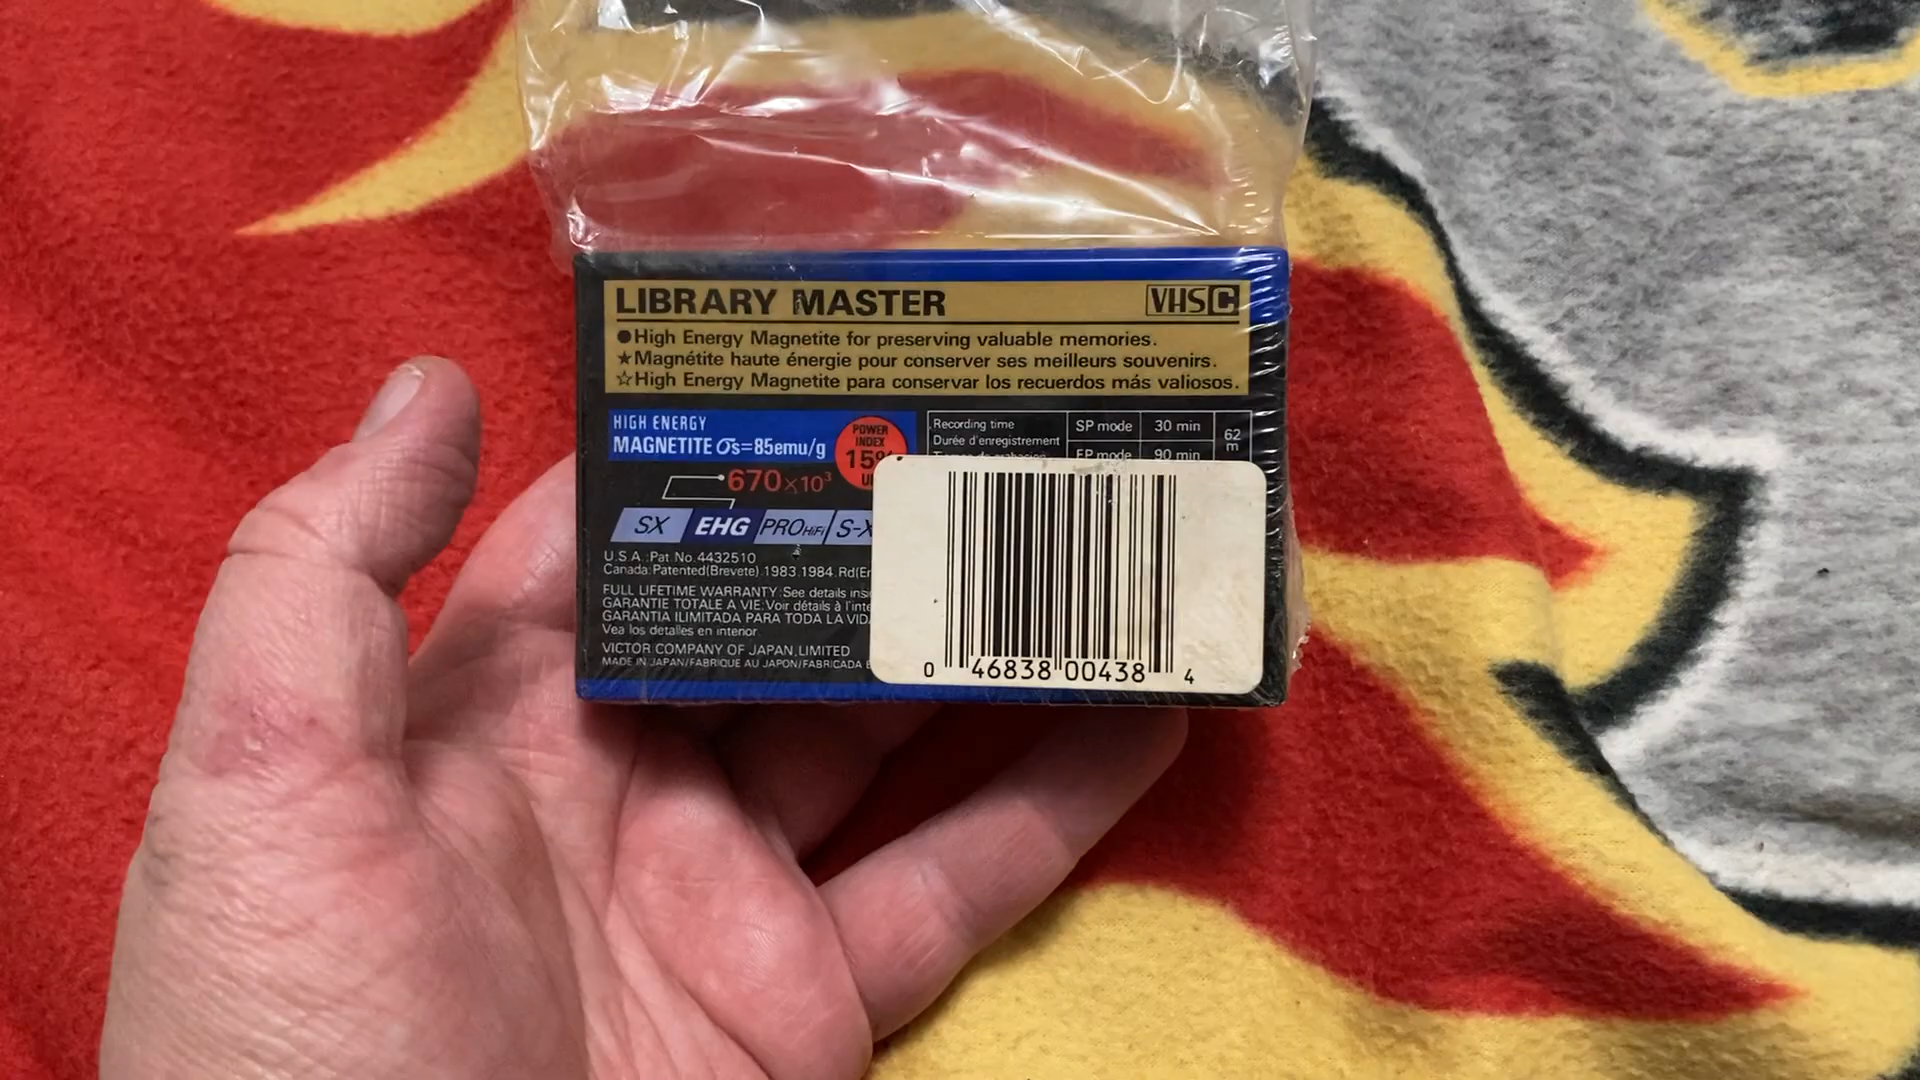 LIBRARY MASTER
VHS C
●High Energy Magnetite for preserving valuable memories.
★Magnétite haute énergie pour conserver ses meilleurs souvenirs.
☆High Energy Magnetite para conservar los recuerdos más valiosos.
HIGH ENERGY
MAGNETITE σs=85emu/g
POWER
INDEX
15%
Recording time
Durée d'enregistrement
SP mode 30 min
EP mode 90 min
62
m
670×10³
SX EHG PRO HiFi S-X
U.S.A.:Pat.No.4432510
Canada:Patented(Brevete).1983.1984.
FULL LIFETIME WARRANTY:See details
GARANTIE TOTALE A VIE:Voir détails à
GARANTIA ILIMITADA PARA TODA LA
Vea los detalles en interior.
VICTOR COMPANY OF JAPAN,LIMITED
MADE IN JAPAN/FABRIQUE AU JAPON/FABRICADA
0 46838 00438 4